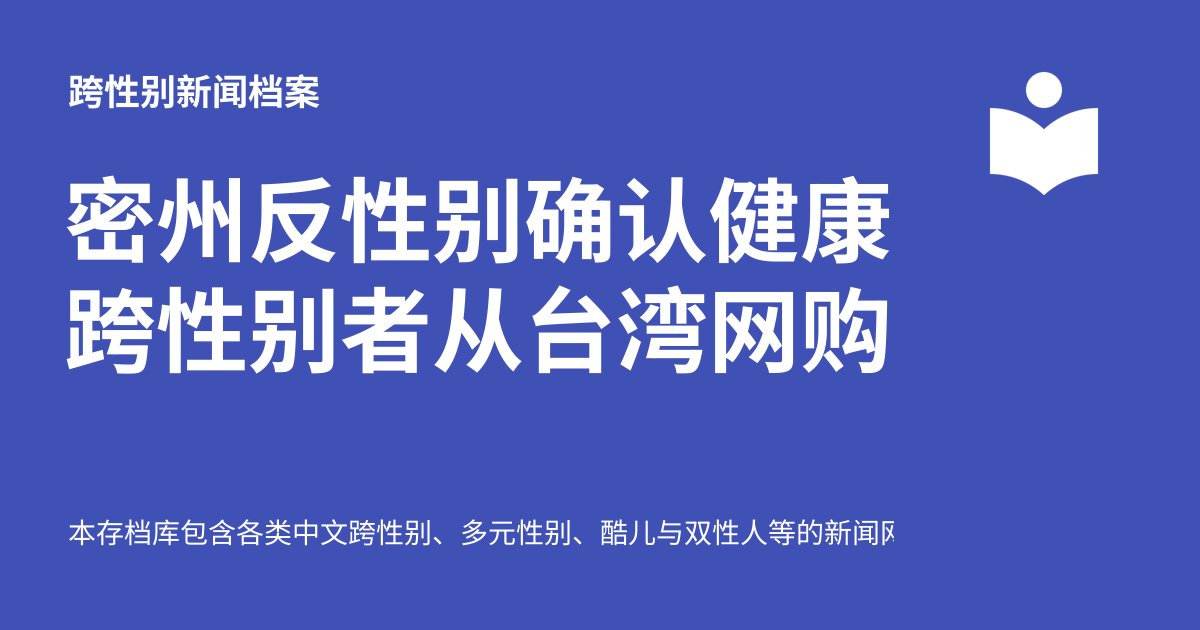 跨性别新闻档案
密州反性别确认健康
跨性别者从台湾网购
本存档库包含各类中文跨性别、多元性别、酷儿与双性人等的新闻网